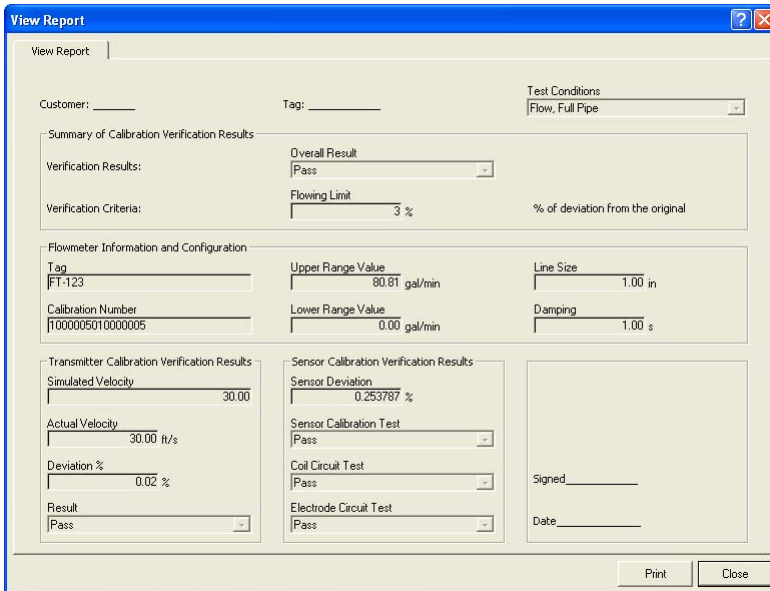 View Report
View Report
Customer: _______ Tag: _______
Test Conditions
Flow, Full Pipe
Summary of Calibration Verification Results
Verification Results:
Overall Result
Pass
Verification Criteria:
Flowing Limit
3 %
% of deviation from the original
Flowmeter Information and Configuration
Tag
FT-123
Upper Range Value
80.81 gal/min
Line Size
1.00 in
Calibration Number
1000005010000005
Lower Range Value
0.00 gal/min
Damping
1.00 s
Transmitter Calibration Verification Results
Simulated Velocity
30.00
Actual Velocity
30.00 ft/s
Deviation %
0.02 %
Result
Pass
Sensor Calibration Verification Results
Sensor Deviation
0.253787 %
Sensor Calibration Test
Pass
Coil Circuit Test
Pass
Electrode Circuit Test
Pass
Signed_______
Date_______
Print
Close